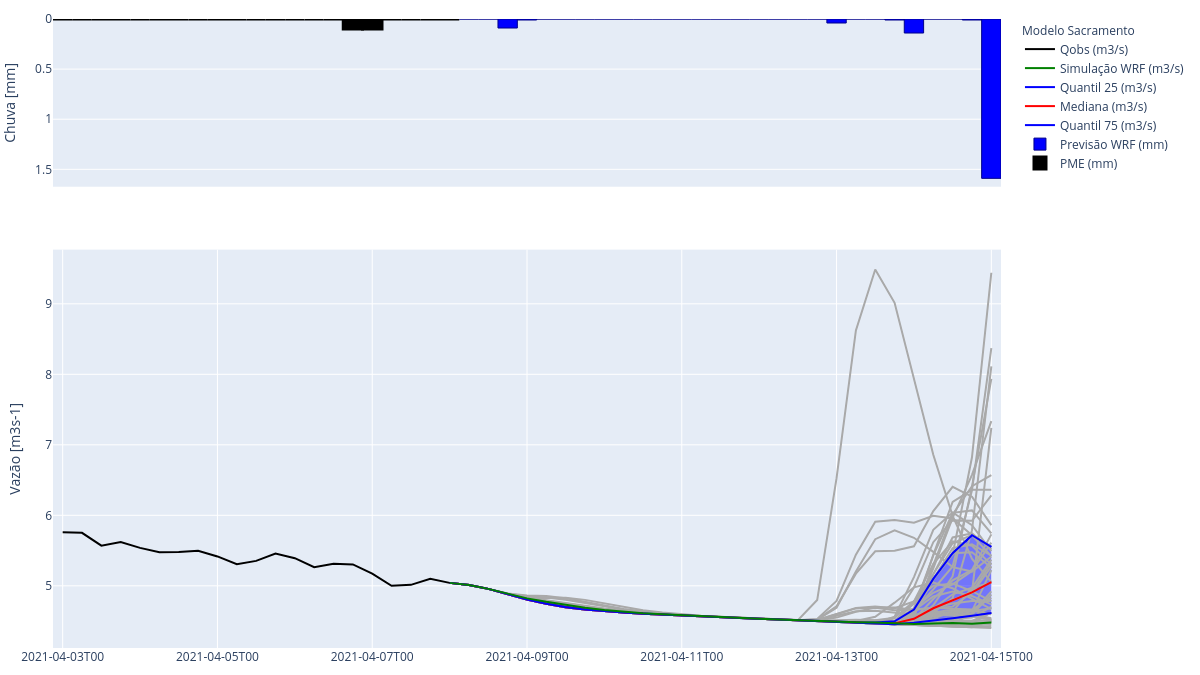 0
0.5
1
1.5
Chuva [mm]
Modelo Sacramento
Qobs (m3/s)
Simulação WRF (m3/s)
Quantil 25 (m3/s)
Mediana (m3/s)
Quantil 75 (m3/s)
Previsão WRF (mm)
PME (mm)
9
8
7
6
5
Vazão [m3s-1]
2021-04-03T00
2021-04-05T00
2021-04-07T00
2021-04-09T00
2021-04-11T00
2021-04-13T00
2021-04-15T00